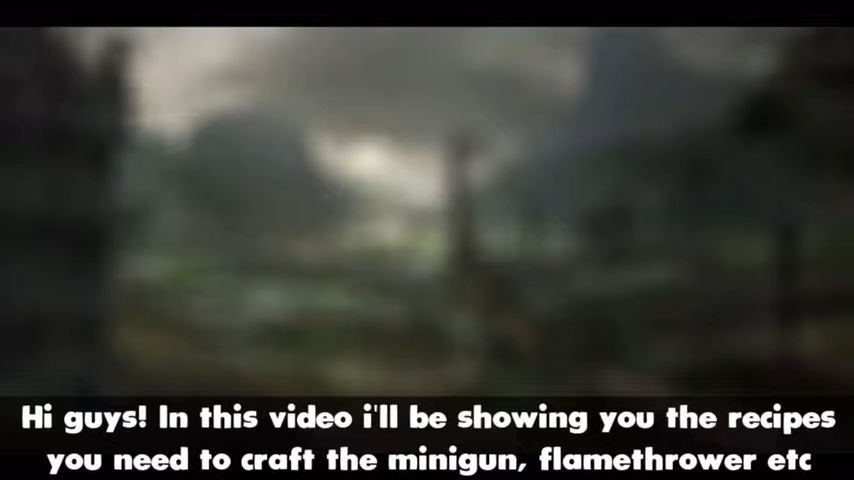 Hi guys! In this video i'll be showing you the recipes
you need to craft the minigun, flamethrower etc